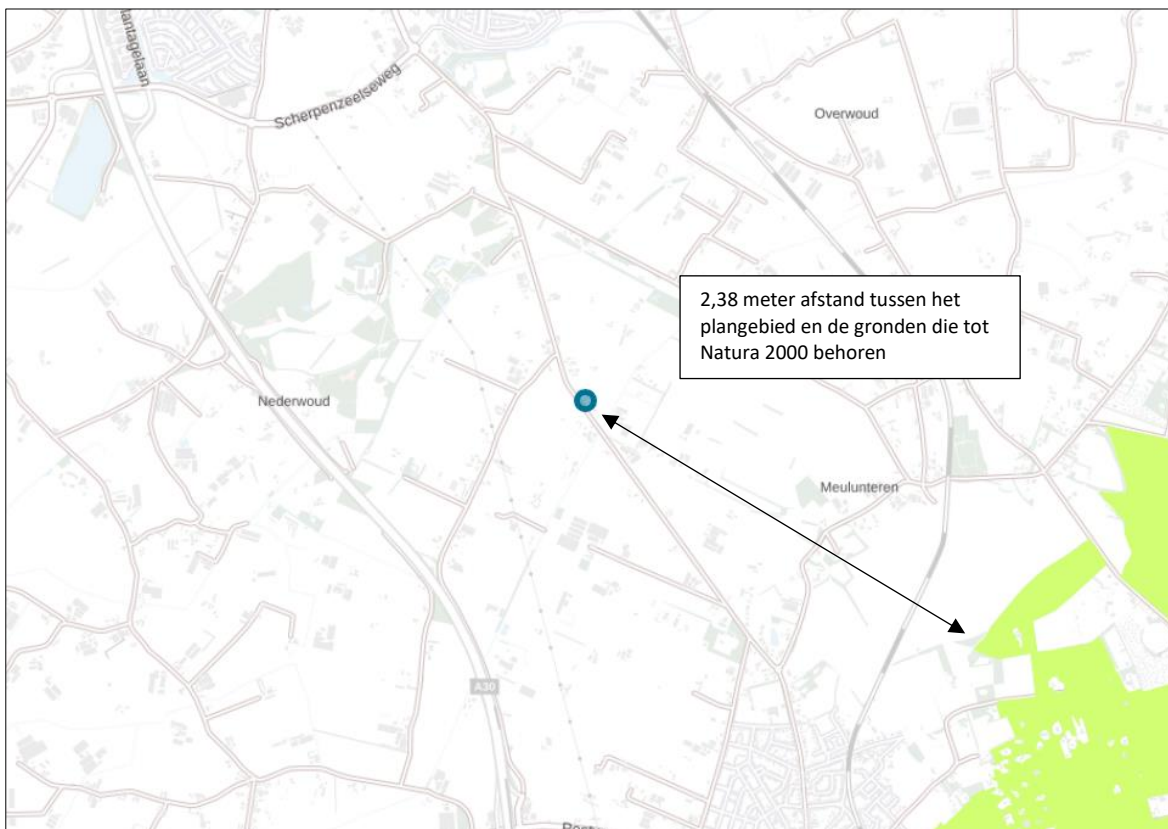 tantagelaan
Scherpenzeelseweg
Overwoud
2,38 meter afstand tussen het
plangebied en de gronden die tot
Natura 2000 behoren
Nederwoud
Meulunteren
A30